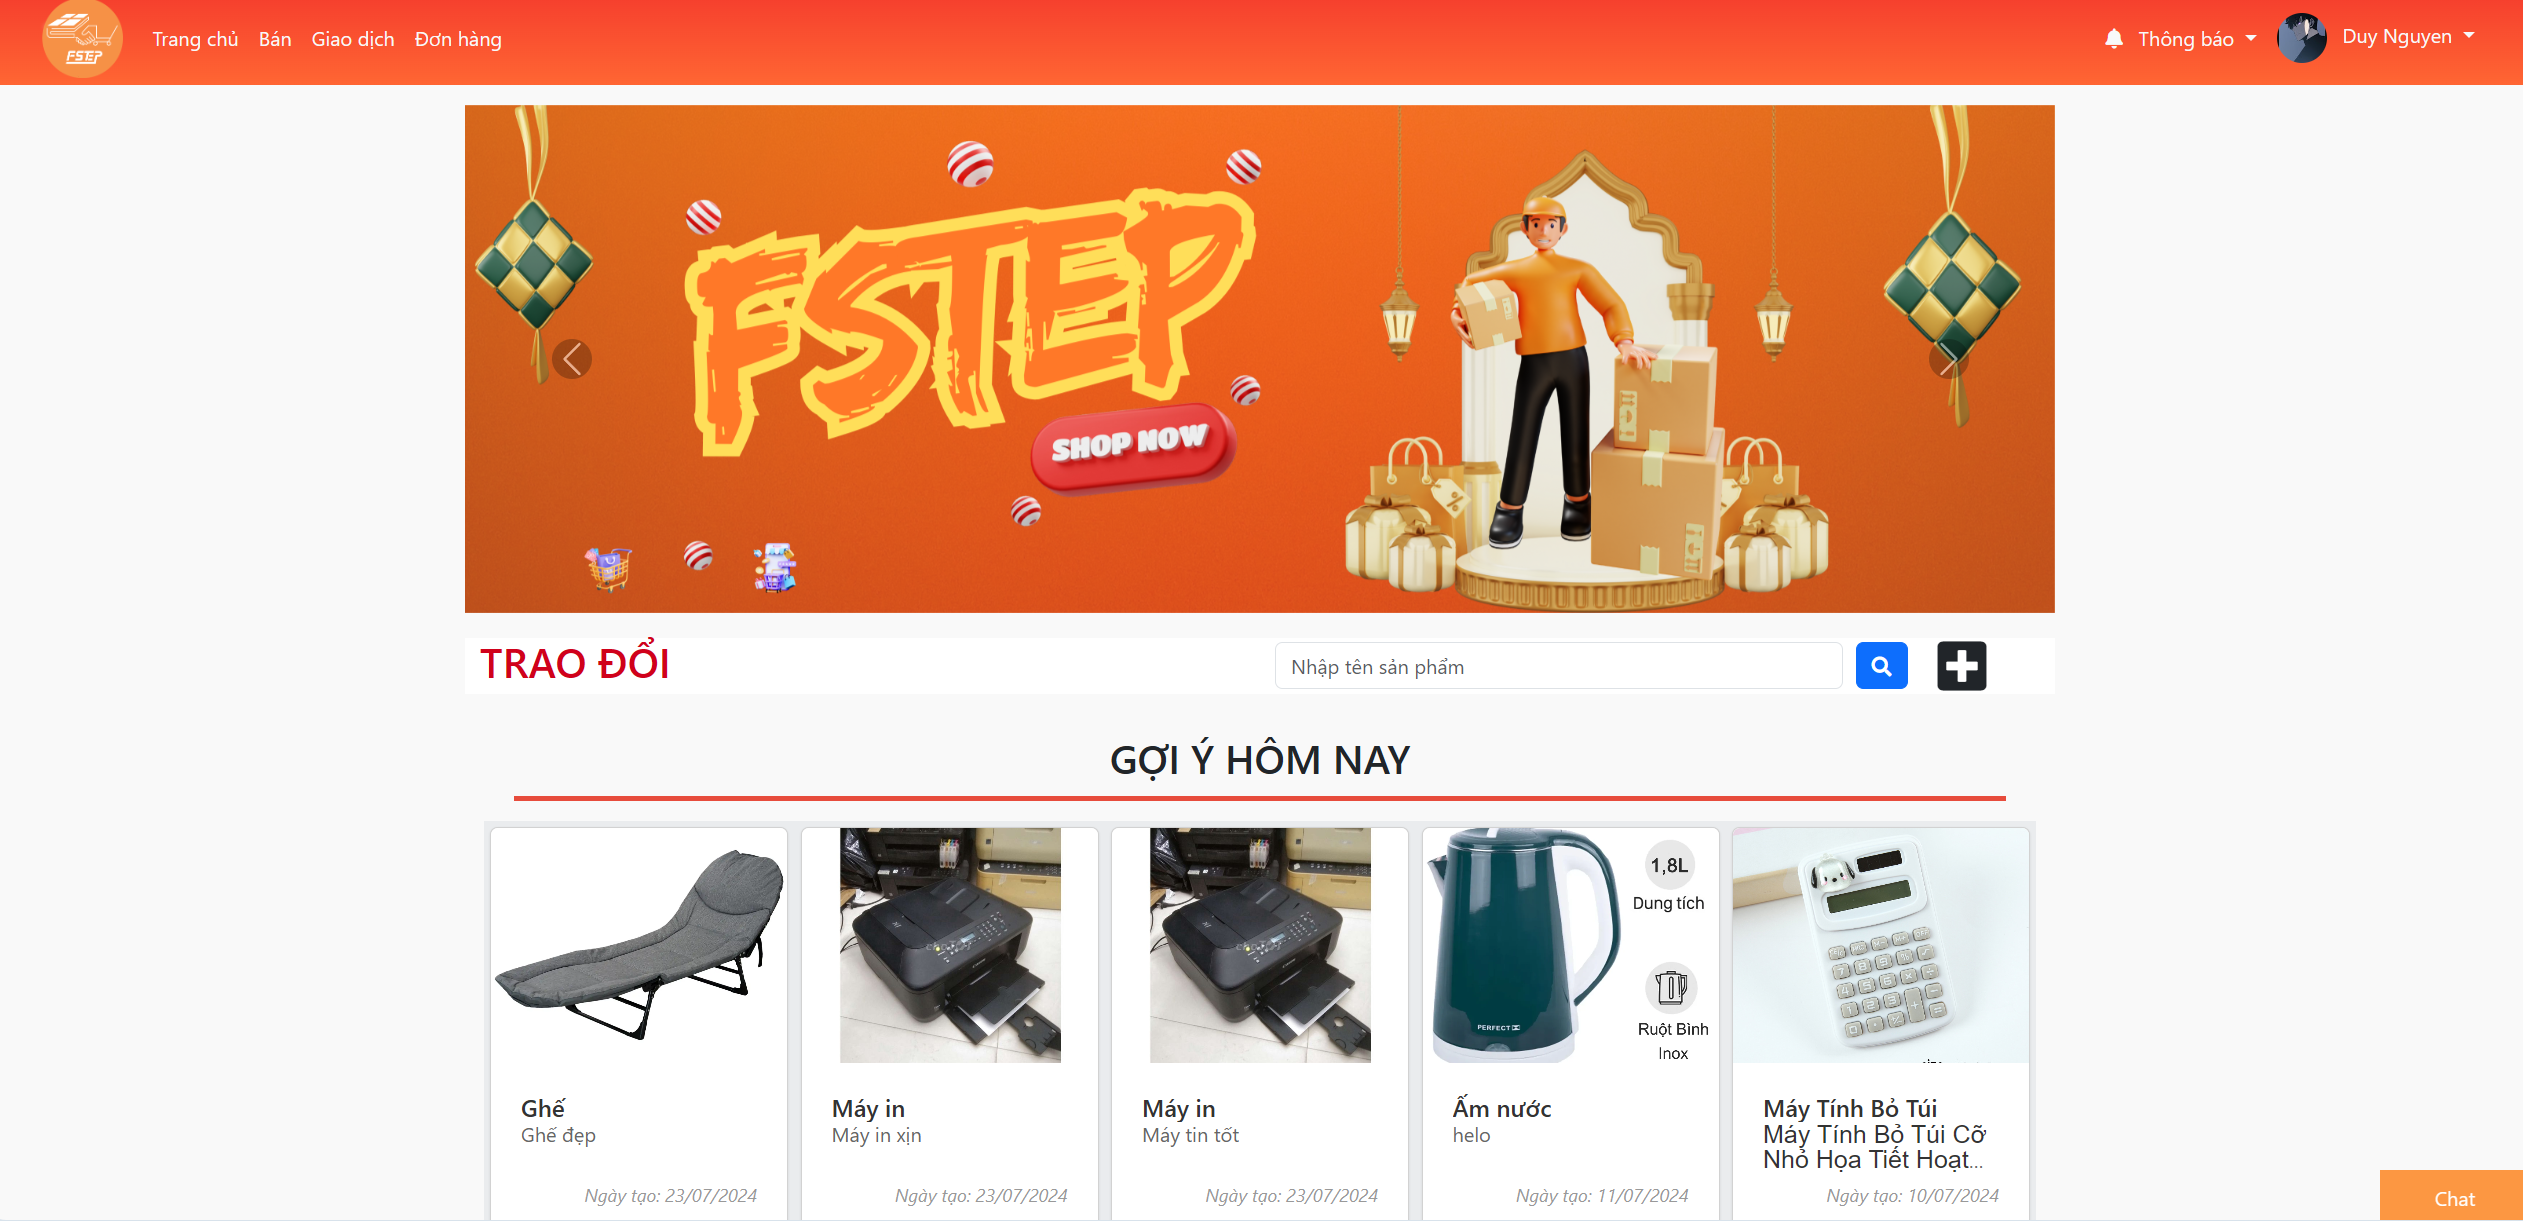 FSTEP
Trang chủ Bán Giao dịch Đơn hàng
Thông báo
Duy Nguyen
FSTEP
SHOP NOW
TRAO ĐỔI
Nhập tên sản phẩm
GỢI Ý HÔM NAY
1,8L
Dung tích
PERFECT
Ruột Bình
Inox
Ghế
Ghế đẹp
Ngày tạo: 23/07/2024
Máy in
Máy in xịn
Ngày tạo: 23/07/2024
Máy in
Máy tin tốt
Ngày tạo: 23/07/2024
Ấm nước
helo
Ngày tạo: 11/07/2024
Máy Tính Bỏ Túi
Máy Tính Bỏ Túi Cỡ
Nhỏ Họa Tiết Hoạt...
Ngày tạo: 10/07/2024
Chat